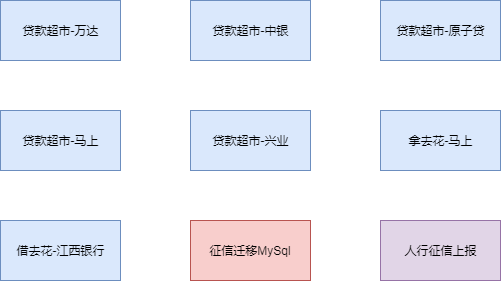 贷款超市-万达
贷款超市-中银
贷款超市-原子贷
贷款超市-马上
贷款超市-兴业
拿去花-马上
借去花-江西银行
征信迁移MySql
人行征信上报